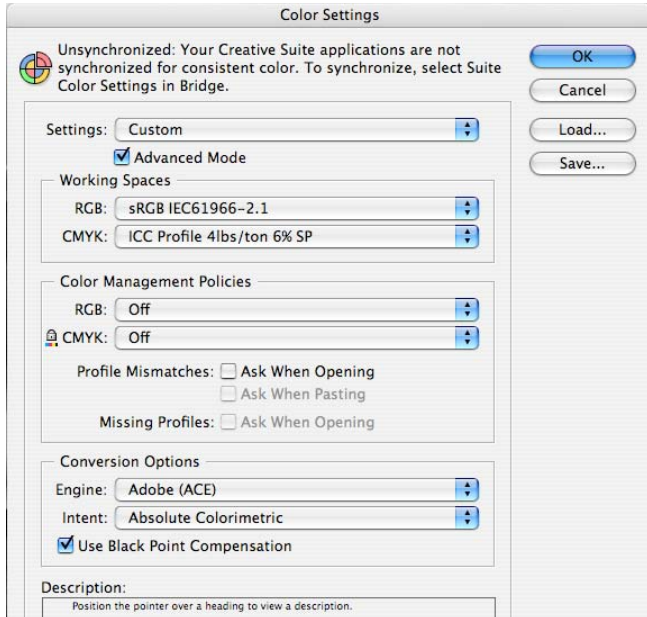 Color Settings
Unsynchronized: Your Creative Suite applications are not
synchronized for consistent color. To synchronize, select Suite
Color Settings in Bridge.
OK
Cancel
Load...
Save...
Settings: Custom
Advanced Mode
Working Spaces
RGB: sRGB IEC61966-2.1
CMYK: ICC Profile 4lbs/ton 6% SP
Color Management Policies
RGB: Off
CMYK: Off
Profile Mismatches: Ask When Opening
Ask When Pasting
Missing Profiles: Ask When Opening
Conversion Options
Engine: Adobe (ACE)
Intent: Absolute Colorimetric
Use Black Point Compensation
Description:
Position the pointer over a heading to view a description.